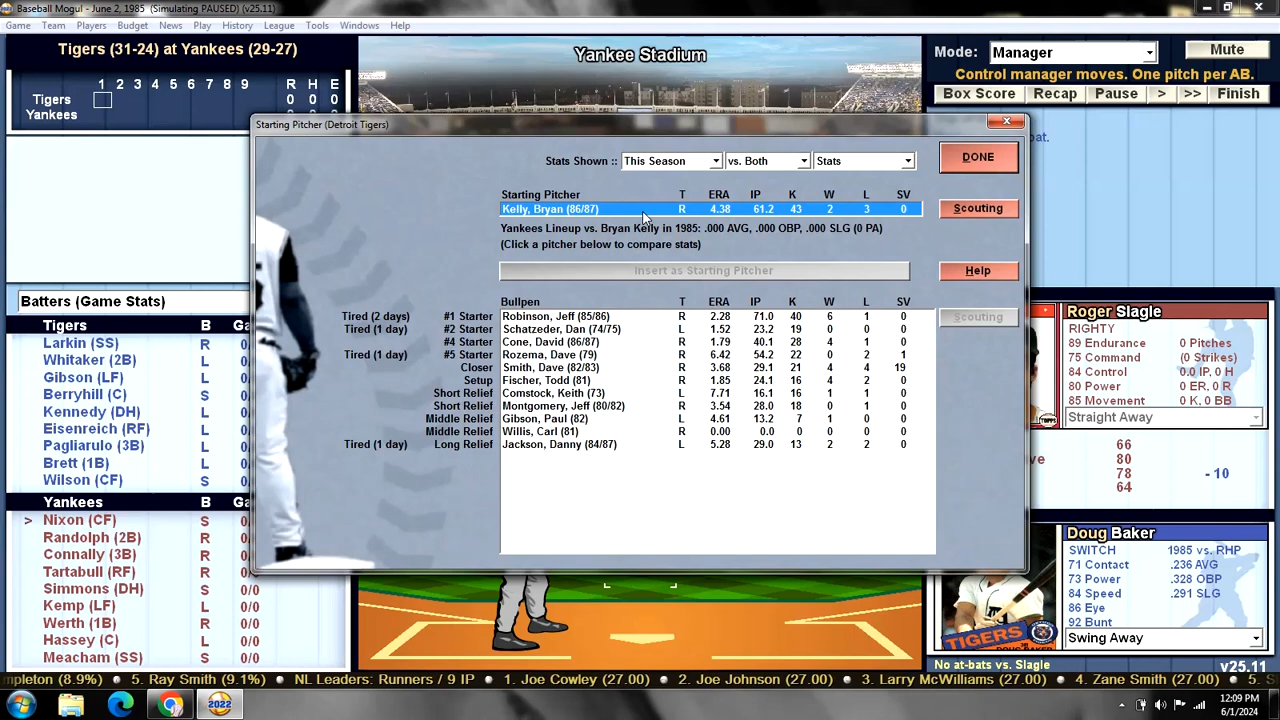 Baseball Mogul - June 2, 1985 (Simulating PAUSED) (v25.11)
Game Team Players Budget News Play History League Tools Windows Help
Tigers (31-24) at Yankees (29-27)
1 2 3 4 5 6 7 8 9 R H E
Tigers 0 0 0
Yankees 0 0 0
Yankee Stadium
Mode: Manager Mute
Control manager moves. One pitch per AB.
Box Score Recap Pause > >> Finish
Starting Pitcher (Detroit Tigers)
Stats Shown :: This Season vs. Both Stats DONE
Starting Pitcher T ERA IP K W L SV
Kelly, Bryan (86/87) R 4.38 61.2 43 2 3 0 Scouting
Yankees Lineup vs. Bryan Kelly in 1985: .000 AVG, .000 OBP, .000 SLG (0 PA)
(Click a pitcher below to compare stats)
Insert as Starting Pitcher Help
Bullpen T ERA IP K W L SV
Tired (2 days) #1 Starter Robinson, Jeff (85/86) R 2.28 71.0 40 6 1 0 Scouting
Tired (1 day) #2 Starter Schatzeder, Dan (74/75) L 1.52 23.2 19 0 0 0
#4 Starter Cone, David (86/87) R 1.79 40.1 28 4 1 0
Tired (1 day) #5 Starter Rozema, Dave (79) R 6.42 54.2 22 0 2 1
Closer Smith, Dave (82/83) R 3.68 29.1 21 4 4 19
Setup Fischer, Todd (81) R 1.85 24.1 16 4 2 0
Short Relief Comstock, Keith (73) L 7.71 16.1 16 1 1 0
Short Relief Montgomery, Jeff (80/82) R 3.54 28.0 18 0 1 0
Middle Relief Gibson, Paul (82) L 4.61 13.2 7 1 0 0
Middle Relief Willis, Carl (81) R 0.00 0.0 0 0 0 0
Tired (1 day) Long Relief Jackson, Danny (84/87) L 5.28 29.0 13 2 2 0
Batters (Game Stats)
Tigers B
Larkin (SS) R
Whitaker (2B) L
Gibson (LF) L
Berryhill (C) S
Kennedy (DH) L
Eisenreich (RF) L
Pagliarulo (3B) L
Brett (1B) L
Wilson (CF) S
Yankees B
> Nixon (CF) S 0/0
Randolph (2B) R 0/0
Connally (3B) S 0/0
Tartabull (RF) R 0/0
Simmons (DH) S 0/0
Kemp (LF) L 0/0
Werth (1B) R 0/0
Hassey (C) L 0/0
Meacham (SS) S 0/0
Roger Slagle
RIGHTY
89 Endurance 0 Pitches
75 Command (0 Strikes)
84 Control 0.0 IP, 0 H
80 Power 0 ER, 0 R
85 Movement 0 K, 0 BB
Straight Away
66
80
78 - 10
64
Doug Baker
SWITCH 1985 vs. RHP
71 Contact .236 AVG
73 Power .328 OBP
84 Speed .291 SLG
86 Eye
92 Bunt
Swing Away
TIGERS
DOUG BAKER
No at-bats vs. Slagle v25.11
mpleton (8.9%) • 5. Ray Smith (9.1%) • NL Leaders: Runners / 9 IP • 1. Joe Cowley (27.00) • 2. Joe Johnson (27.00) • 3. Larry McWilliams (27.00) • 4. Zane Smith (27.00) • 5. S
2022 12:09 PM
6/1/2024